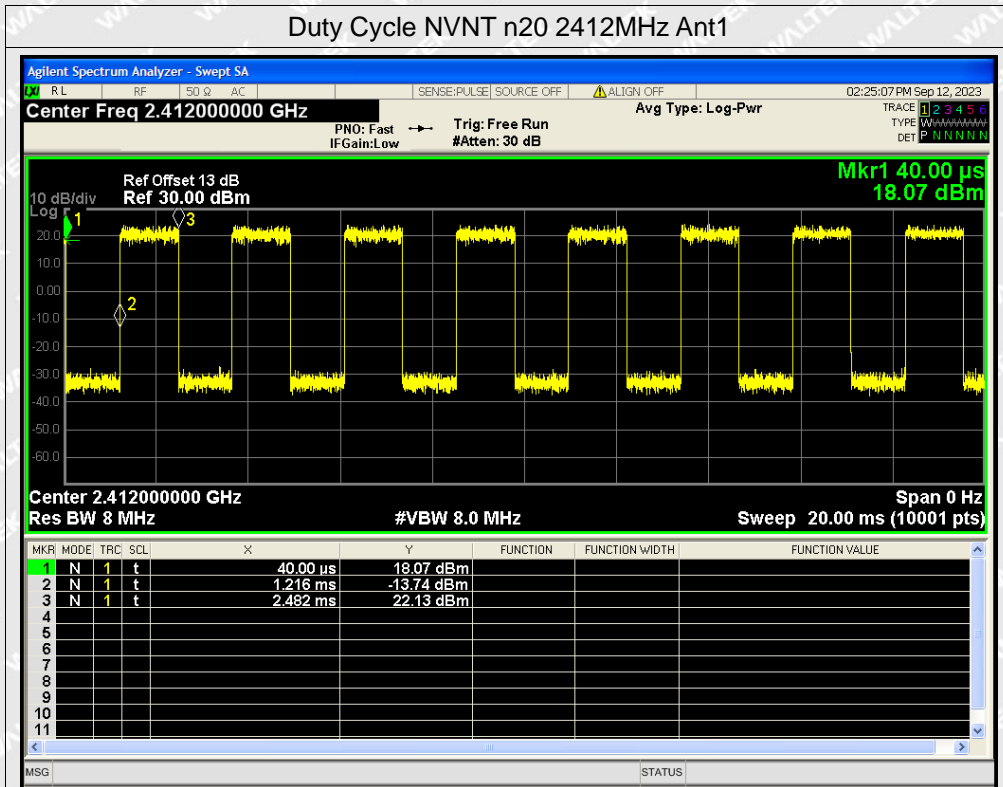 Duty Cycle NVNT n20 2412MHz Ant1
Agilent Spectrum Analyzer - Swept SA
LXI RL RF 50 Ω AC SENSE:PULSE SOURCE OFF ALIGN OFF 02:25:07 PM Sep 12, 2023
Center Freq 2.412000000 GHz Avg Type: Log-Pwr TRACE 1 2 3 4 5 6
PNO: Fast Trig: Free Run TYPE WWWWWW
IFGain:Low #Atten: 30 dB DET P N N N N N
Mkr1 40.00 µs
Ref Offset 13 dB
10 dB/div Ref 30.00 dBm 18.07 dBm
Log
1
3
20.0
10.0
0.00
2
-10.0
-20.0
-30.0
-40.0
-50.0
-60.0
Center 2.412000000 GHz Span 0 Hz
Res BW 8 MHz #VBW 8.0 MHz Sweep 20.00 ms (10001 pts)
MKR MODE TRC SCL X Y FUNCTION FUNCTION WIDTH FUNCTION VALUE
1 N 1 t 40.00 µs 18.07 dBm
2 N 1 t 1.216 ms -13.74 dBm
3 N 1 t 2.482 ms 22.13 dBm
4
5
6
7
8
9
10
11
MSG STATUS